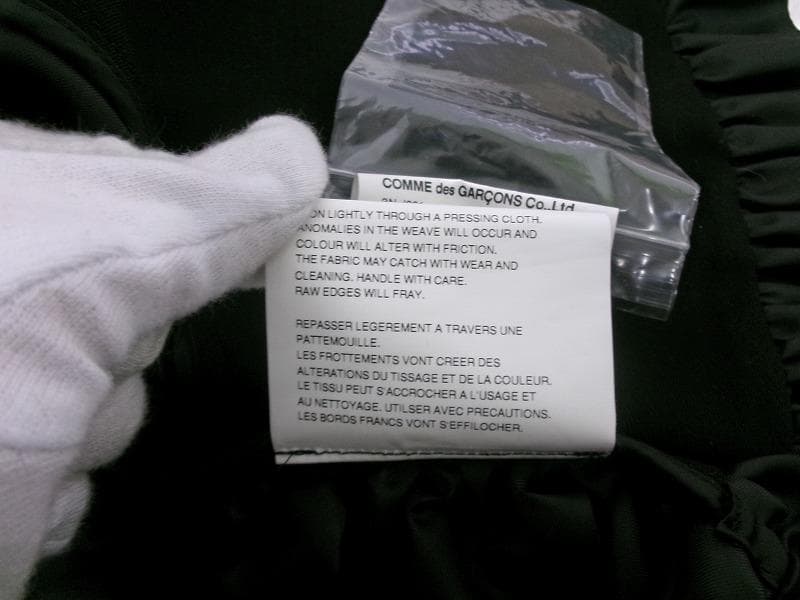 COMME des GARÇONS Co.,Ltd.
ON LIGHTLY THROUGH A PRESSING CLOTH.
ANOMALIES IN THE WEAVE WILL OCCUR AND
COLOUR WILL ALTER WITH FRICTION.
THE FABRIC MAY CATCH WITH WEAR AND
CLEANING. HANDLE WITH CARE.
RAW EDGES WILL FRAY.
REPASSER LEGEREMENT A TRAVERS UNE
PATTEMOUILLE.
LES FROTTEMENTS VONT CREER DES
ALTERATIONS DU TISSAGE ET DE LA COULEUR.
LE TISSU PEUT S'ACCROCHER A L'USAGE ET
AU NETTOYAGE. UTILSER AVEC PRECAUTIONS.
LES BORDS FRANCS VONT S'EFFILOCHER.